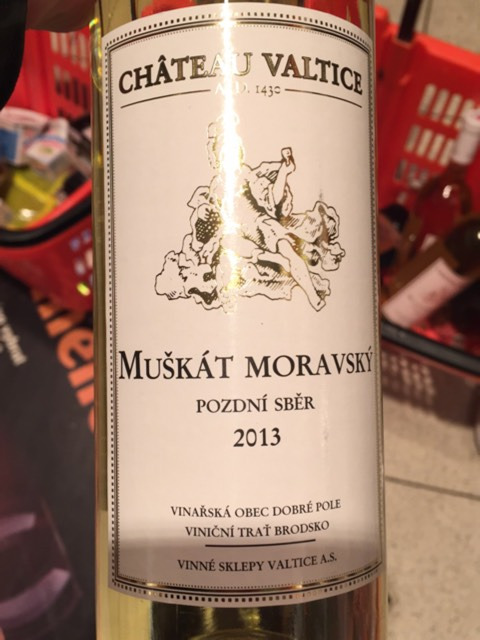 CHÂTEAU VALTICE
A.D. 1430
MUŠKÁT MORAVSKÝ
POZDNÍ SBĚR
2013
VINAŘSKÁ OBEC DOBRÉ POLE
VINIČNÍ TRAŤ BRODSKO
VINNÉ SKLEPY VALTICE A.S.